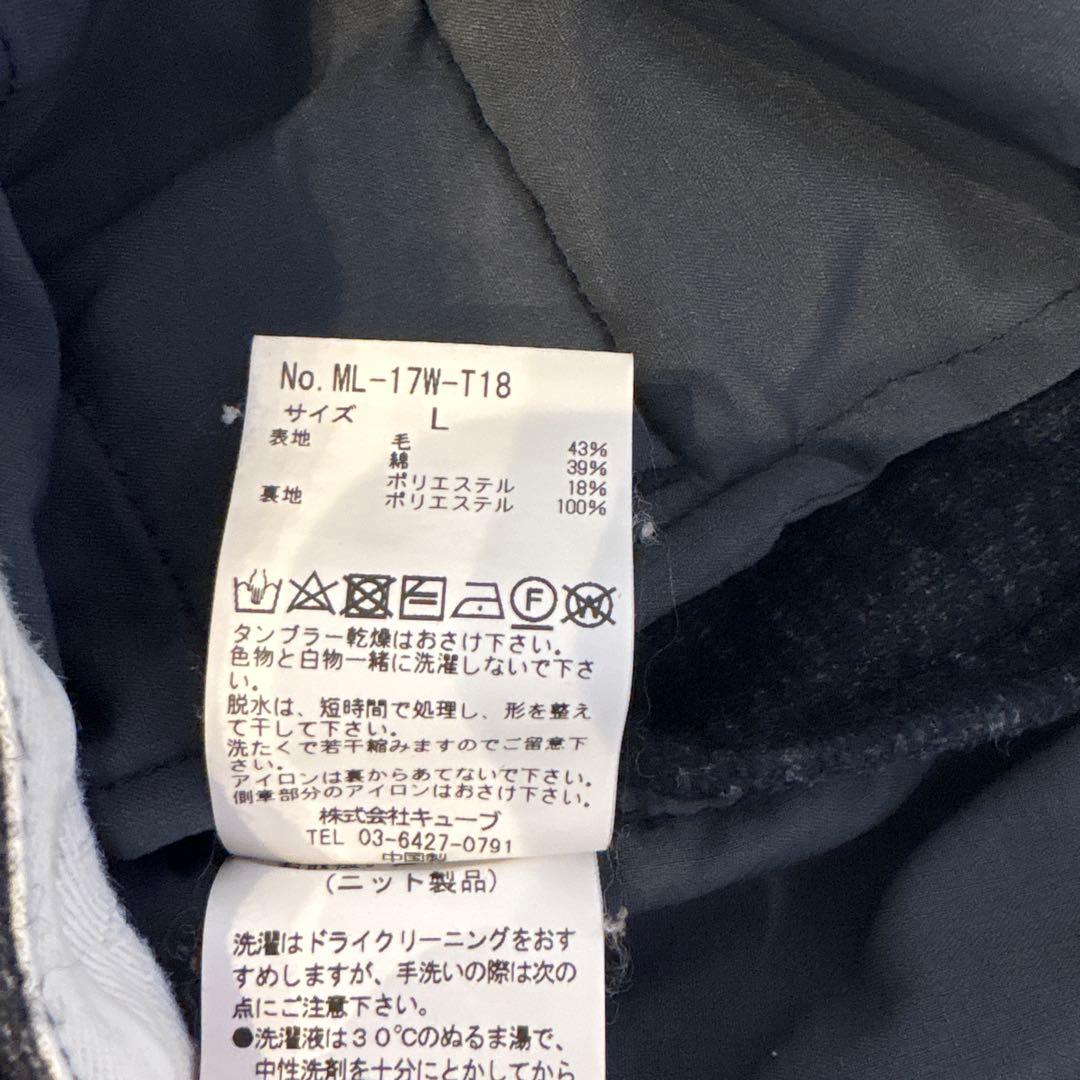 No. ML-17W-T18
サイズ L
表地 毛 43%
綿 39%
ポリエステル 18%
裏地 ポリエステル 100%
F W
タンブラー乾燥はおさけ下さい。
色物と白物一緒に洗濯しないで下さ
い。
脱水は、短時間で処理し、形を整え
て干して下さい。
洗たくで若干縮みますのでご留意下
さい。
アイロンは裏からあてないで下さい。
側章部分のアイロンはおさけ下さい。
株式会社キューブ
TEL 03-6427-0791
中国製
(ニット製品)
洗濯はドライクリーニングをおす
すめしますが、手洗いの際は次の
点にご注意下さい。
●洗濯液は30℃のぬるま湯で、
中性洗剤を十分にとかしてから